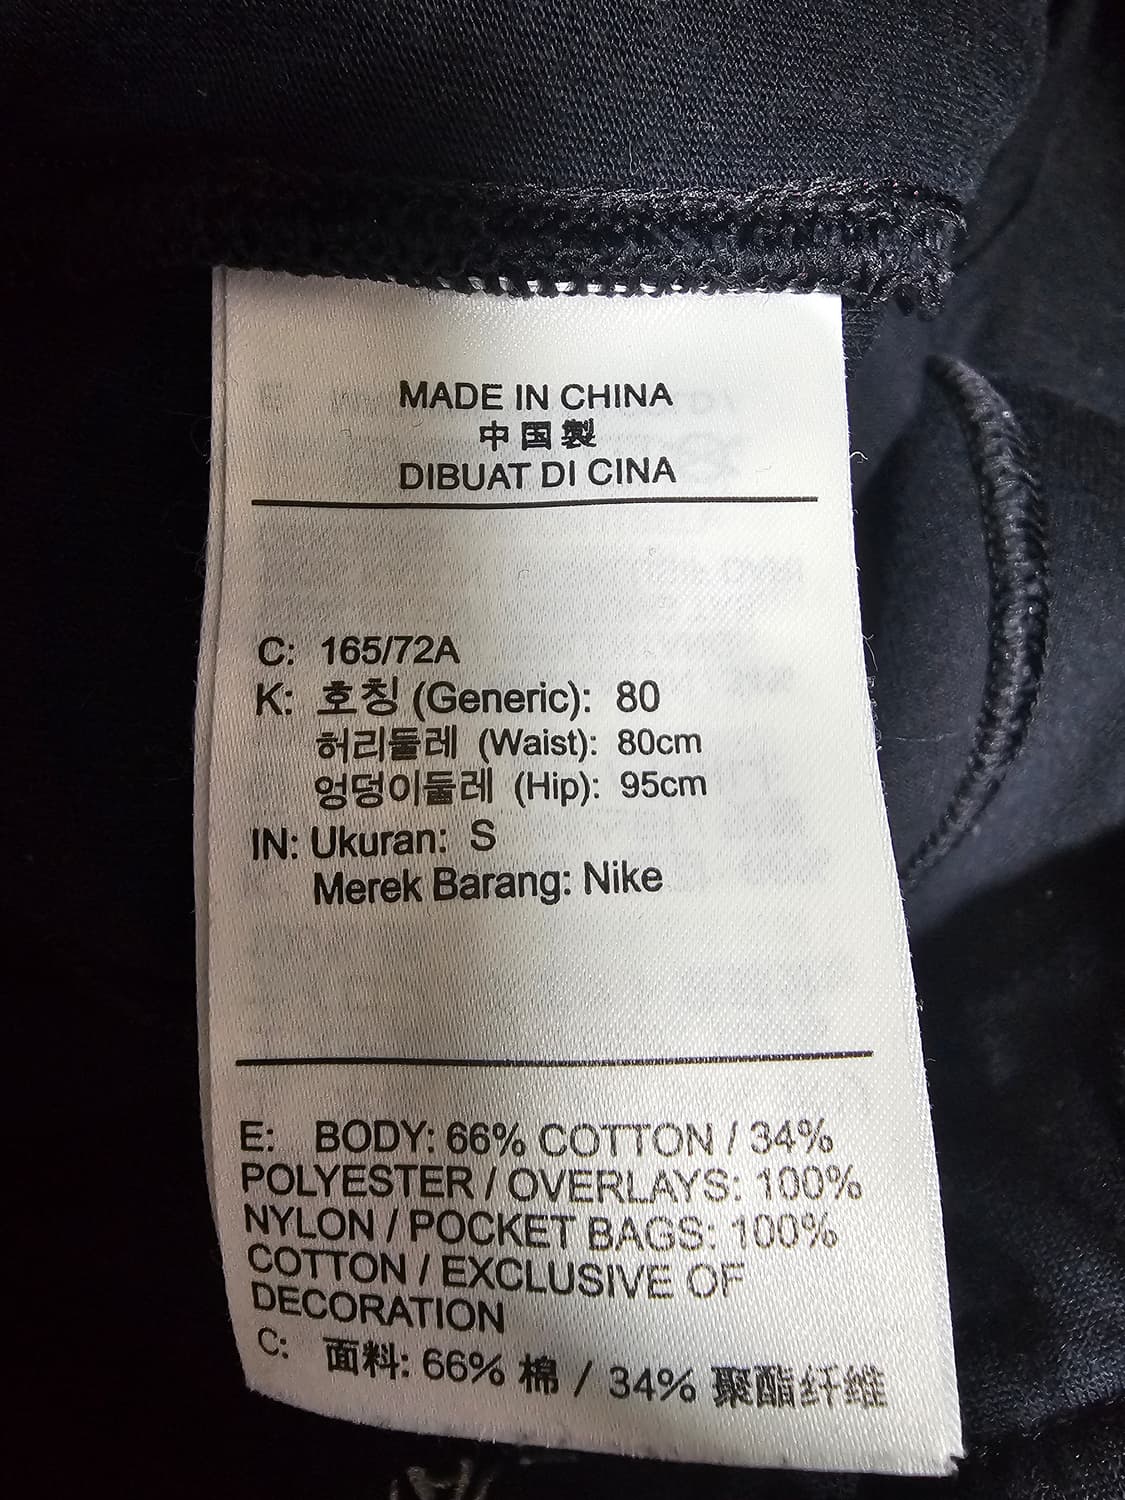 MADE IN CHINA
中国製
DIBUAT DI CINA
C: 165/72A
K: 호칭 (Generic): 80
허리둘레 (Waist): 80cm
엉덩이둘레 (Hip): 95cm
IN: Ukuran: S
Merek Barang: Nike
E: BODY: 66% COTTON / 34%
POLYESTER / OVERLAYS: 100%
NYLON / POCKET BAGS: 100%
COTTON / EXCLUSIVE OF
DECORATION
C: 面料: 66% 棉 / 34% 聚酯纤维